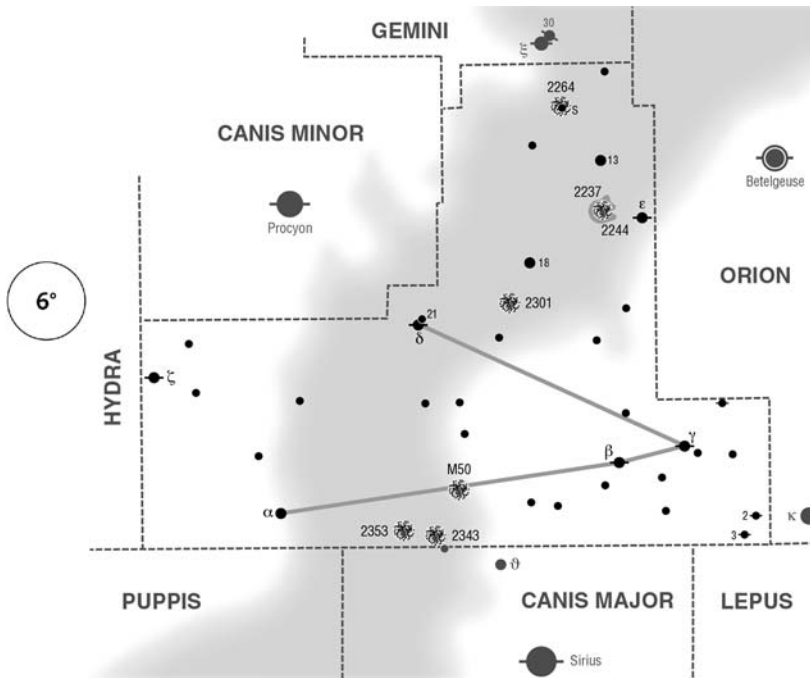 30
GEMINI
ξ
2264
S
CANIS MINOR
13
Betelgeuse
2237
ε
Procyon
2244
18
ORION
6°
2301
21
δ
HYDRA
ζ
γ
β
M50
α
2
κ
2353
2343
3
ϑ
PUPPIS
CANIS MAJOR
LEPUS
Sirius